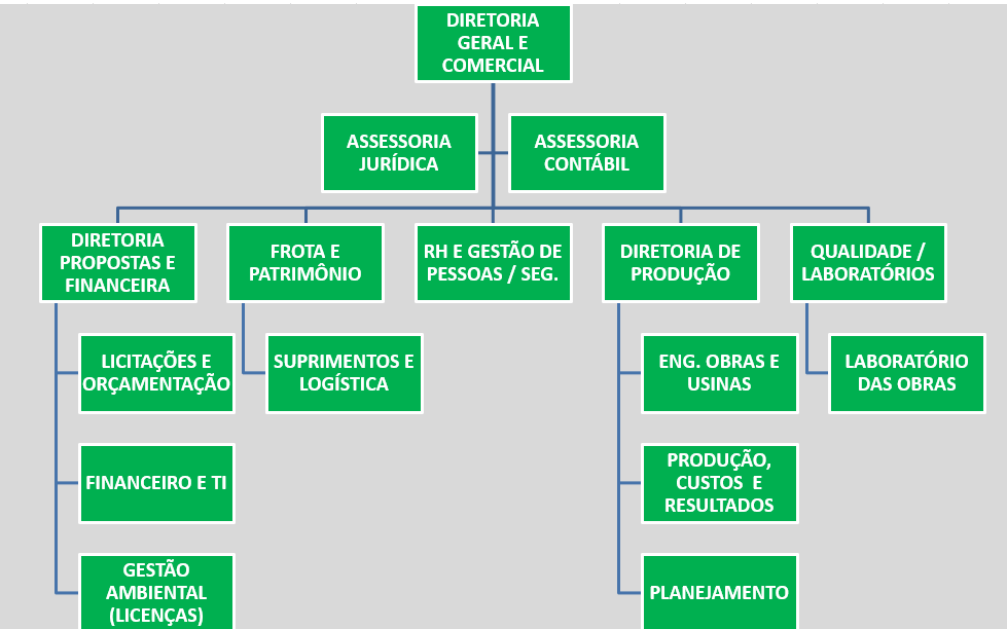 DIRETORIA
GERAL E
COMERCIAL
ASSESSORIA
JURÍDICA
ASSESSORIA
CONTÁBIL
DIRETORIA
PROPOSTAS E
FINANCEIRA
FROTA E
PATRIMÔNIO
RH E GESTÃO DE
PESSOAS / SEG.
DIRETORIA DE
PRODUÇÃO
QUALIDADE /
LABORATÓRIOS
LICITAÇÕES E
ORÇAMENTAÇÃO
SUPRIMENTOS E
LOGÍSTICA
ENG. OBRAS E
USINAS
LABORATÓRIO
DAS OBRAS
FINANCEIRO E TI
PRODUÇÃO,
CUSTOS E
RESULTADOS
GESTÃO
AMBIENTAL
(LICENÇAS)
PLANEJAMENTO